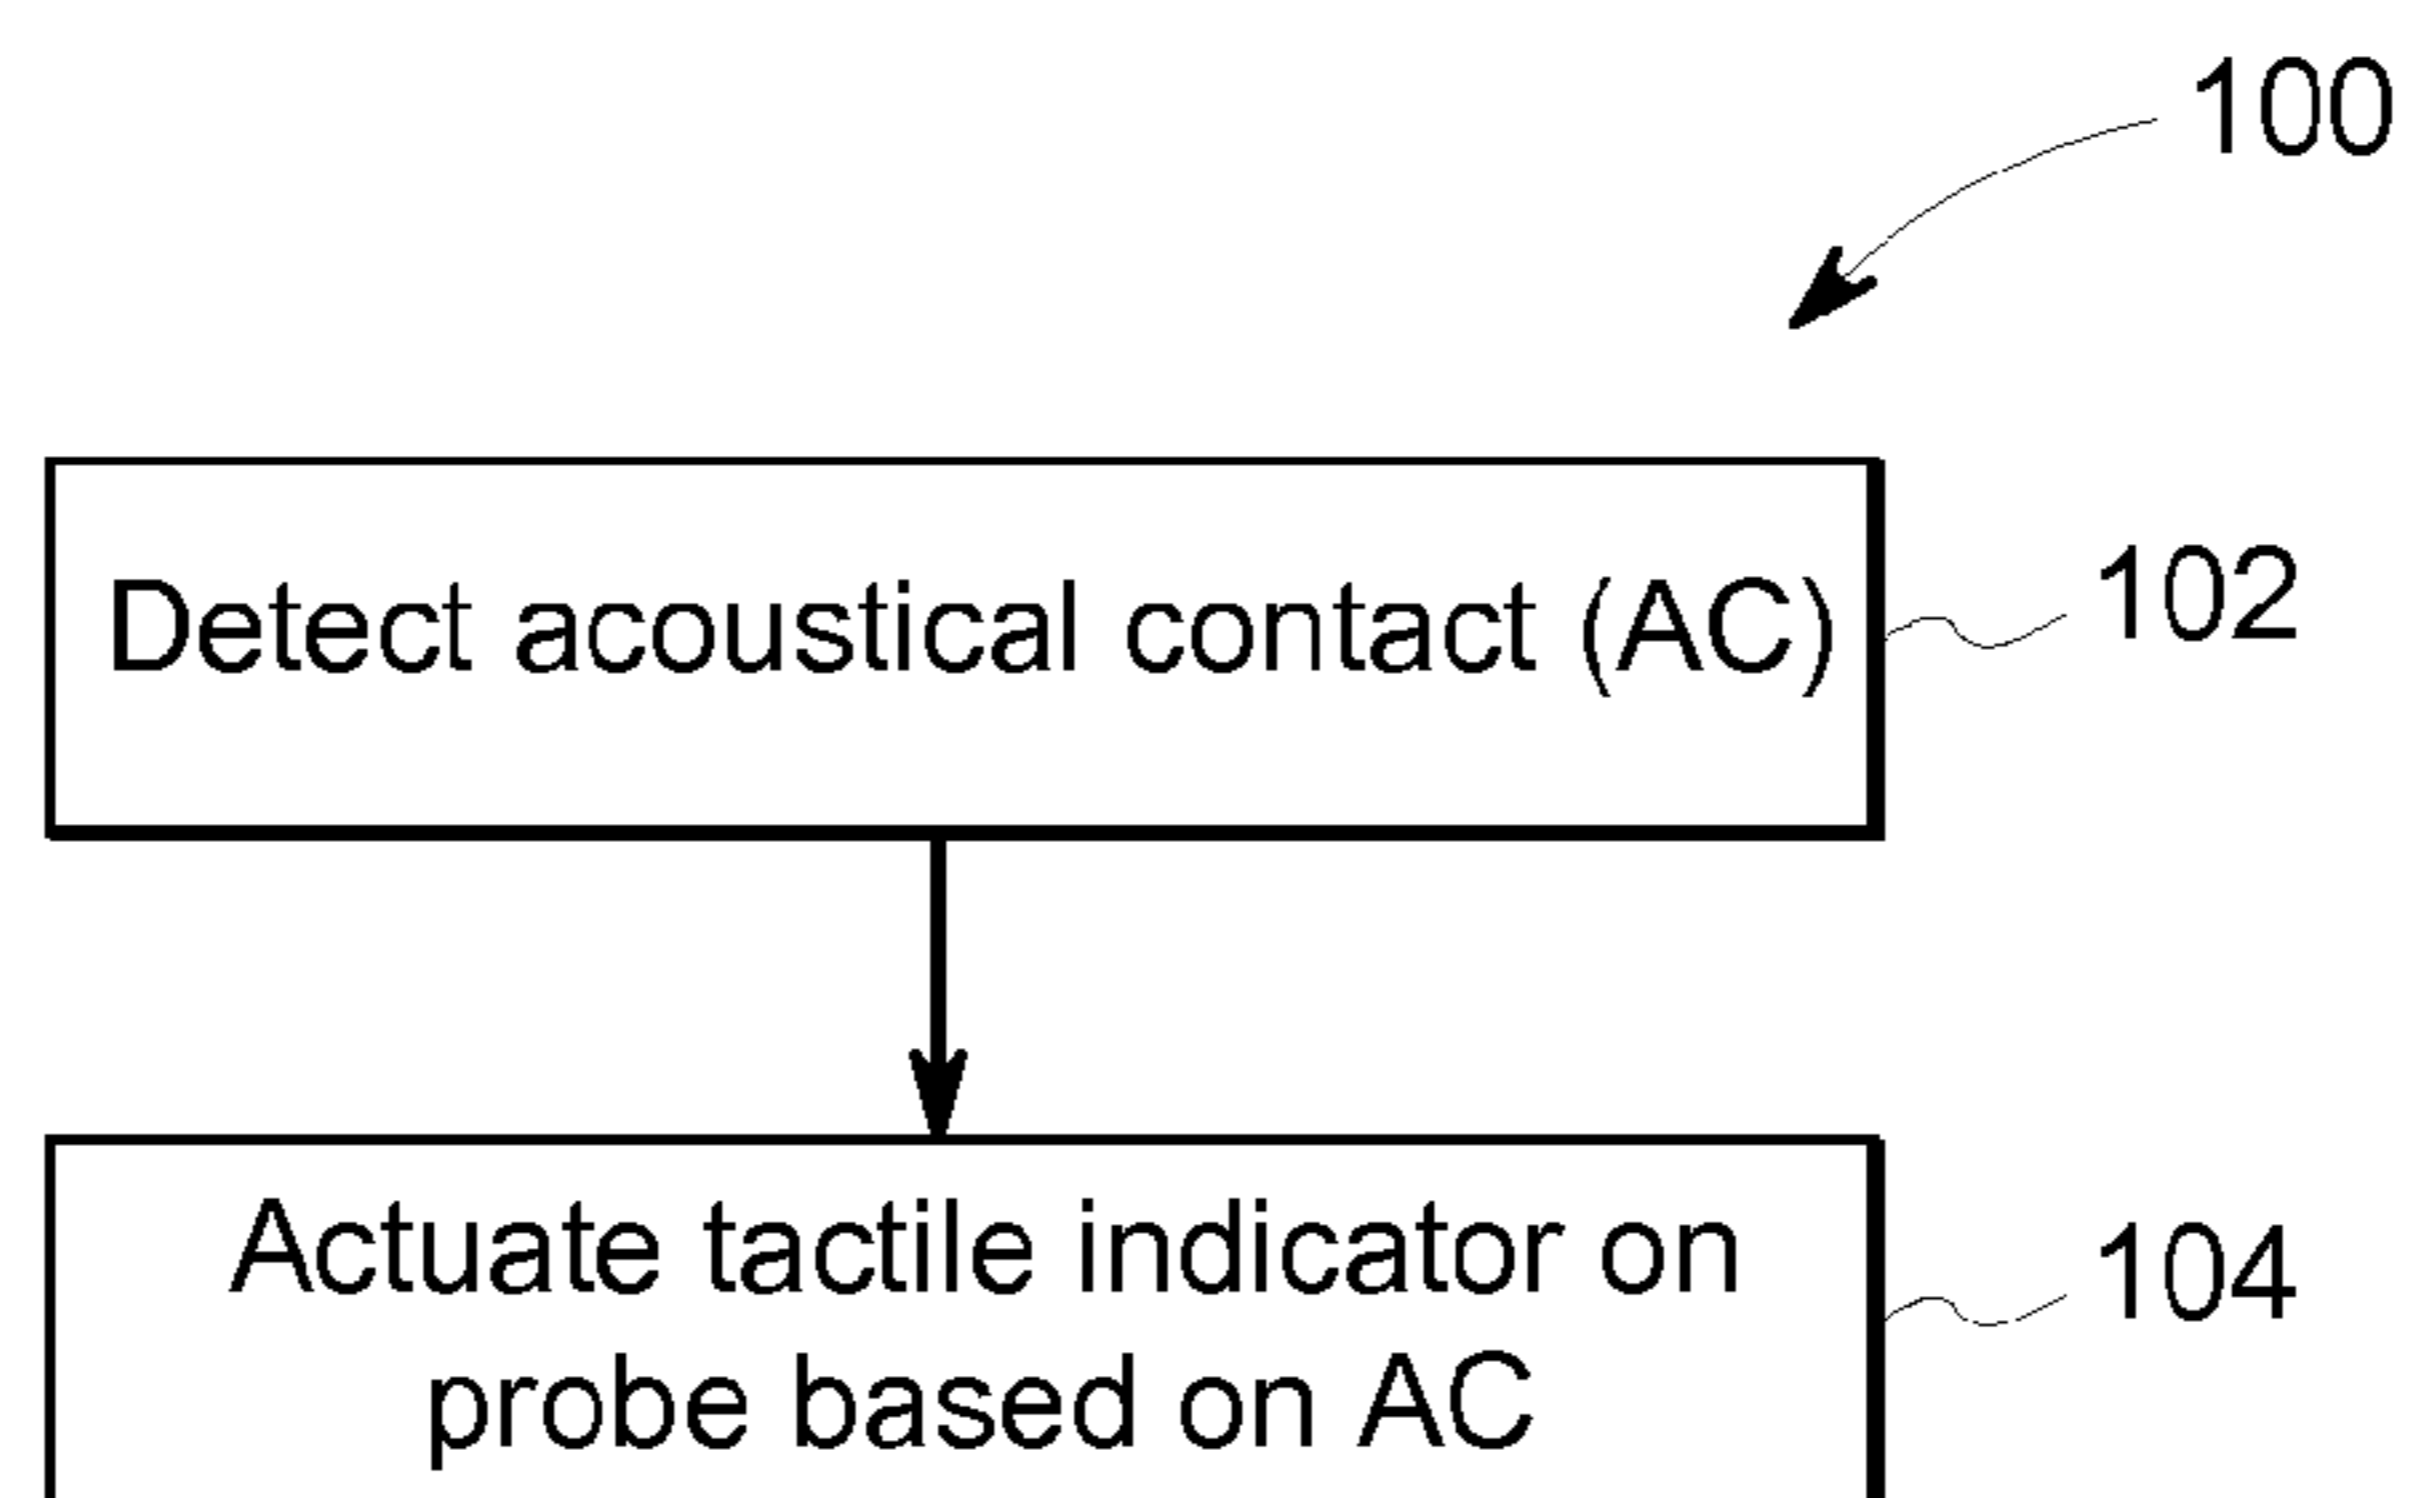 100
Detect acoustical contact (AC)
102
Actuate tactile indicator on
probe based on AC
104